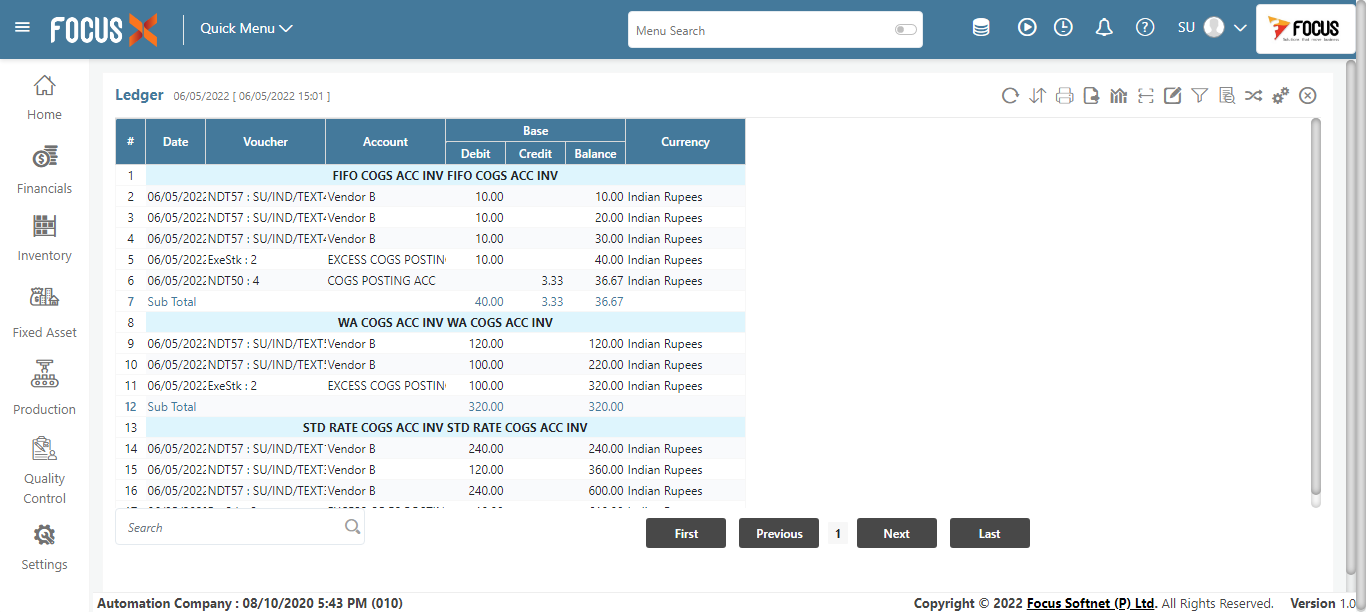 FOCUS X Quick Menu Menu Search SU FOCUS
Ledger 06/05/2022 [ 06/05/2022 15:01 ]
Home
Financials
Inventory
Fixed Asset
Production
Quality
Control
Settings
# Date Voucher Account Base Currency
Debit Credit Balance
1 FIFO COGS ACC INV FIFO COGS ACC INV
2 06/05/2022 NDT57 : SU/IND/TEXT4 Vendor B 10.00 10.00 Indian Rupees
3 06/05/2022 NDT57 : SU/IND/TEXT4 Vendor B 10.00 20.00 Indian Rupees
4 06/05/2022 NDT57 : SU/IND/TEXT4 Vendor B 10.00 30.00 Indian Rupees
5 06/05/2022 ExeStk : 2 EXCESS COGS POSTIN 10.00 40.00 Indian Rupees
6 06/05/2022 NDT50 : 4 COGS POSTING ACC 3.33 36.67 Indian Rupees
7 Sub Total 40.00 3.33 36.67
8 WA COGS ACC INV WA COGS ACC INV
9 06/05/2022 NDT57 : SU/IND/TEXT Vendor B 120.00 120.00 Indian Rupees
10 06/05/2022 NDT57 : SU/IND/TEXT Vendor B 100.00 220.00 Indian Rupees
11 06/05/2022 ExeStk : 2 EXCESS COGS POSTIN 100.00 320.00 Indian Rupees
12 Sub Total 320.00 320.00
13 STD RATE COGS ACC INV STD RATE COGS ACC INV
14 06/05/2022 NDT57 : SU/IND/TEXT Vendor B 240.00 240.00 Indian Rupees
15 06/05/2022 NDT57 : SU/IND/TEXT Vendor B 120.00 360.00 Indian Rupees
16 06/05/2022 NDT57 : SU/IND/TEXT Vendor B 240.00 600.00 Indian Rupees
Search First Previous 1 Next Last
Automation Company : 08/10/2020 5:43 PM (010) Copyright © 2022 Focus Softnet (P) Ltd. All Rights Reserved. Version 1.0